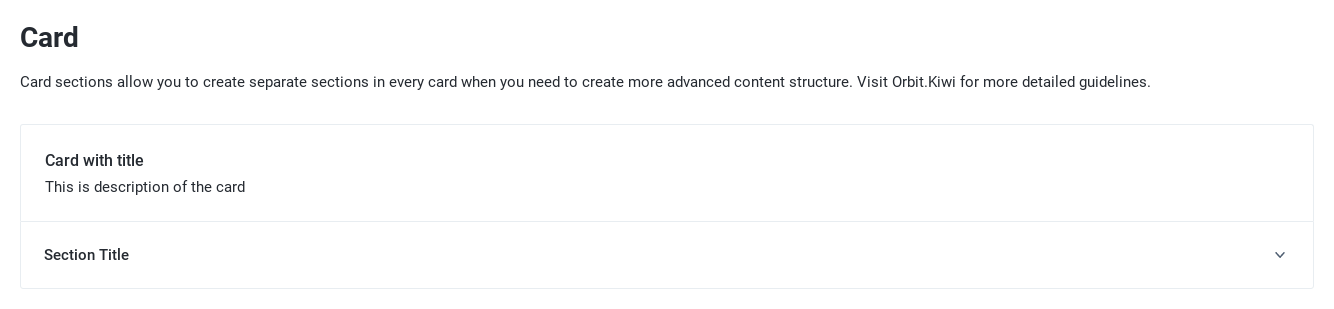 Card
Card sections allow you to create separate sections in every card when you need to create more advanced content structure. Visit Orbit.Kiwi for more detailed guidelines.
Card with title
This is description of the card
Section Title